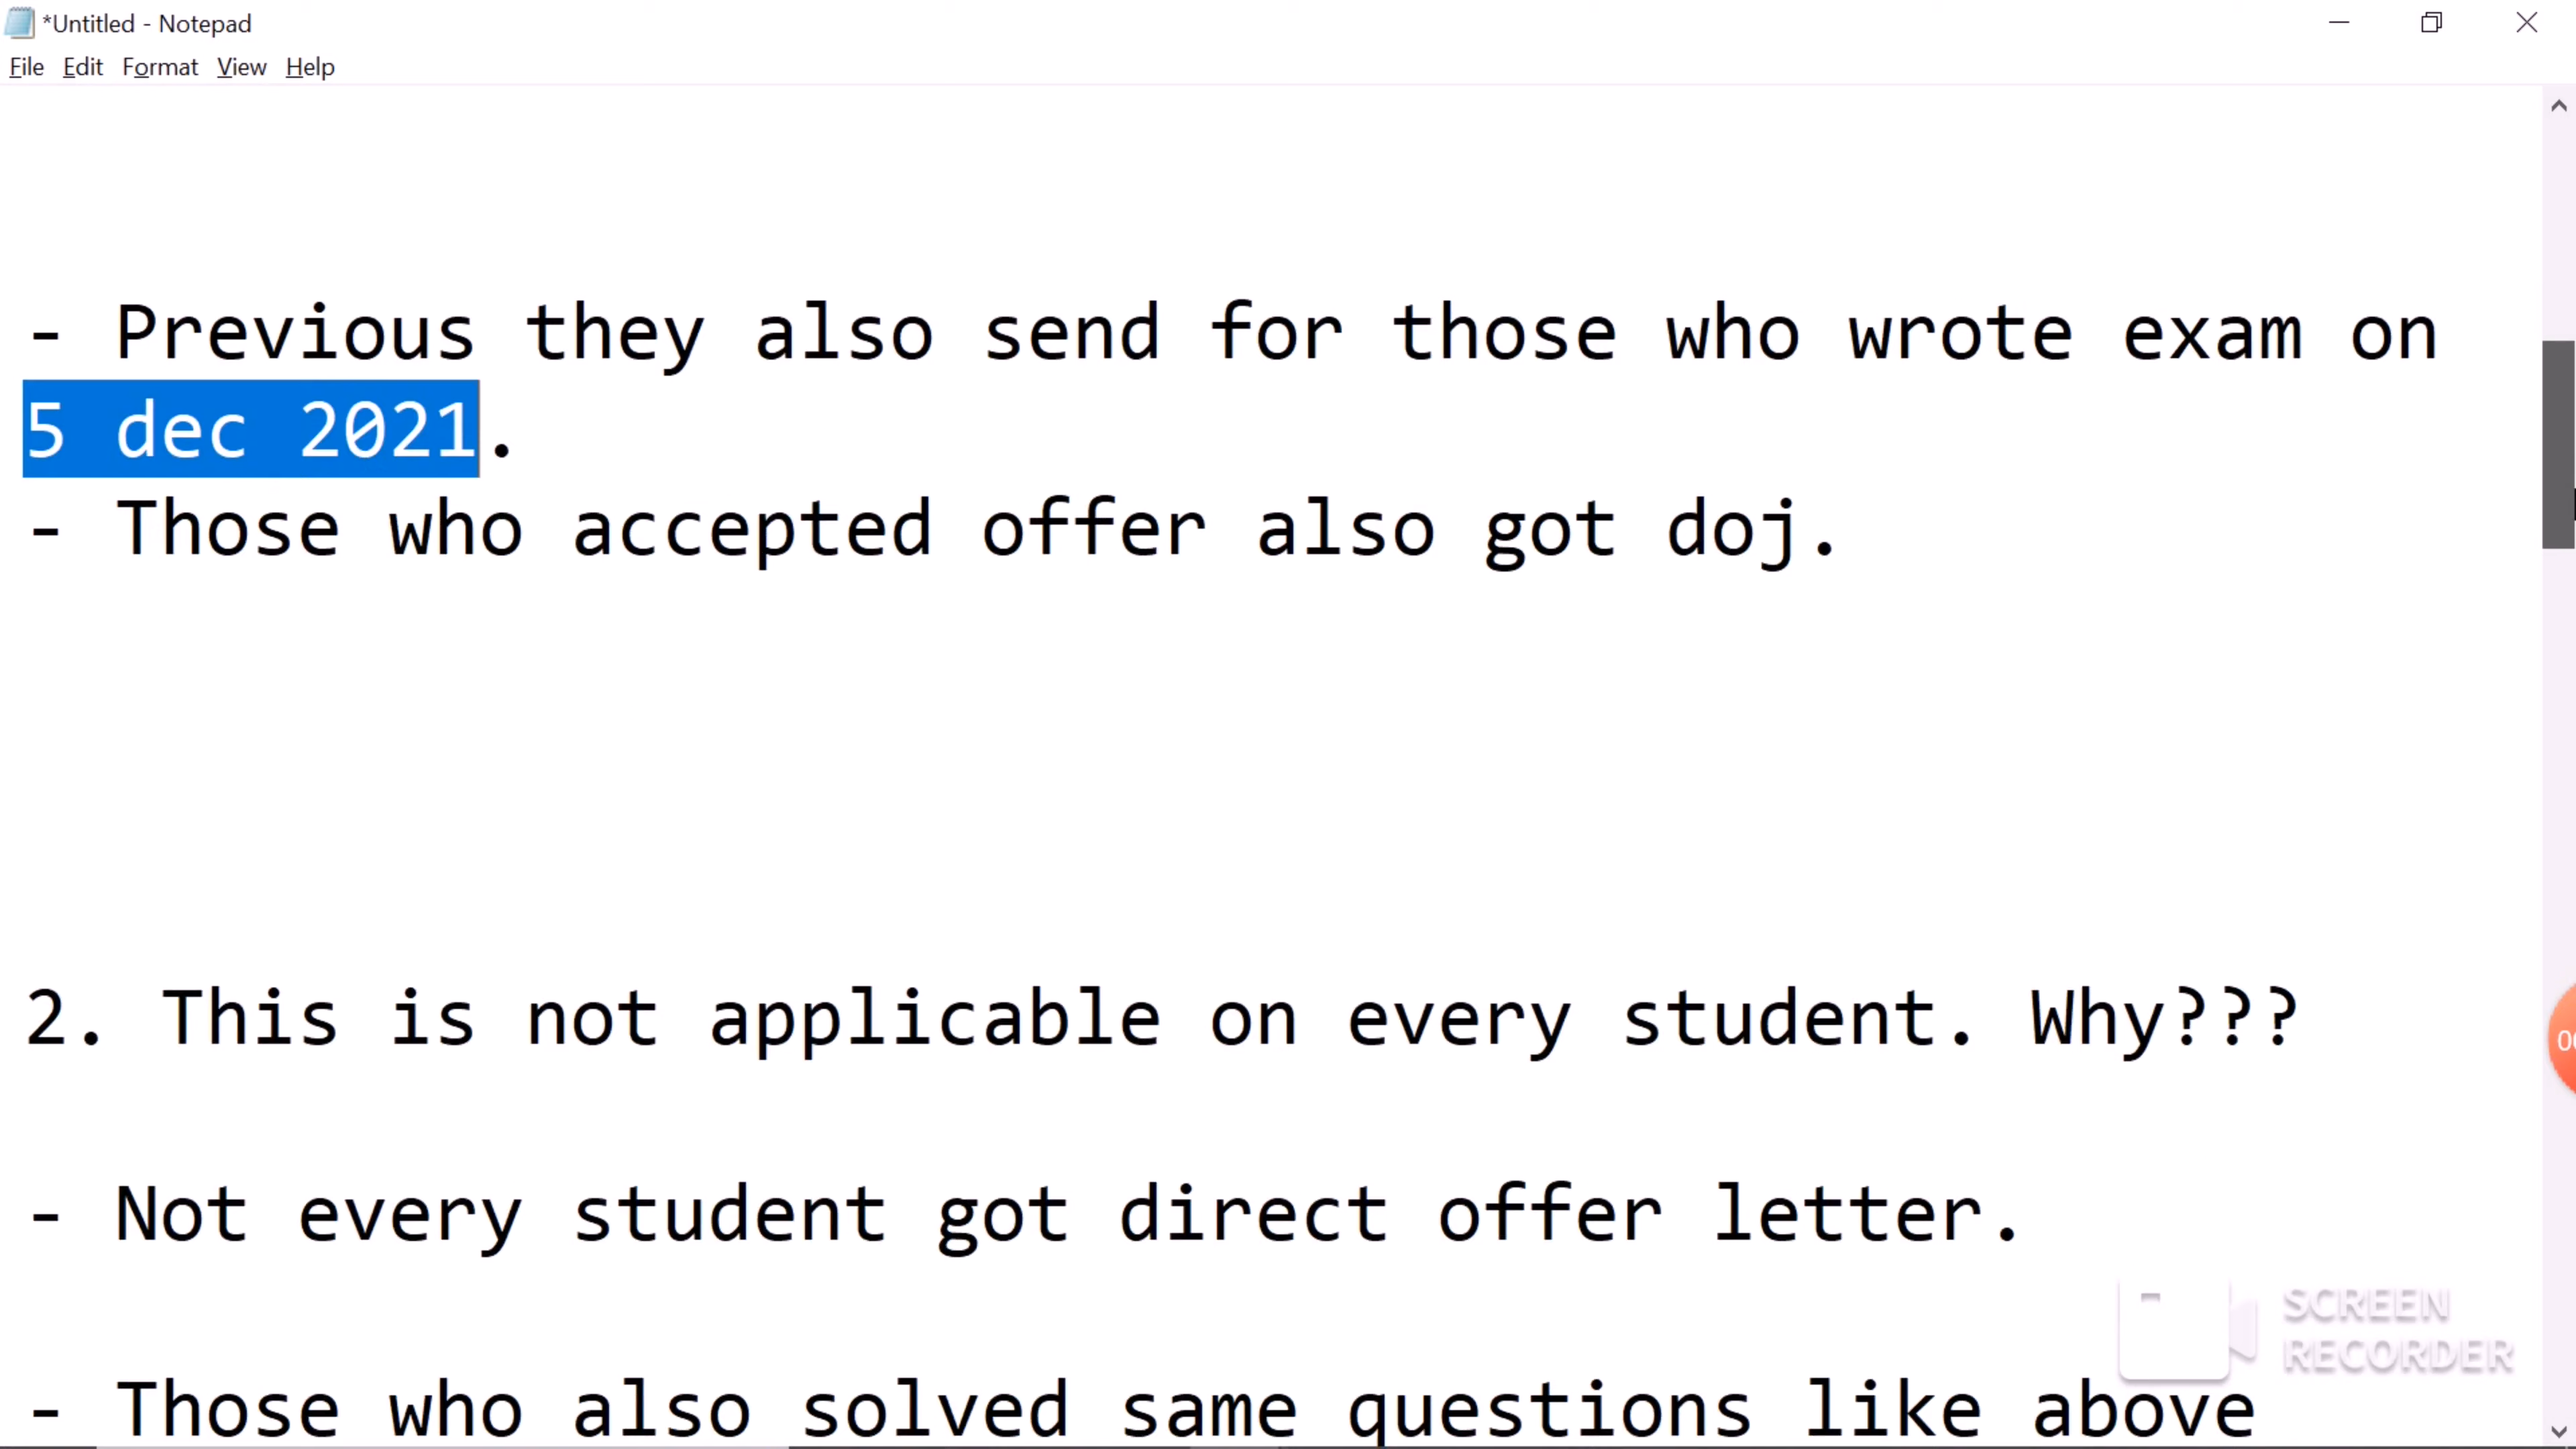 *Untitled - Notepad
File Edit Format View Help
- Previous they also send for those who wrote exam on
5 dec 2021.
- Those who accepted offer also got doj.
2. This is not applicable on every student. Why???
- Not every student got direct offer letter.
SCREEN
RECORDER
- Those who also solved same questions like above